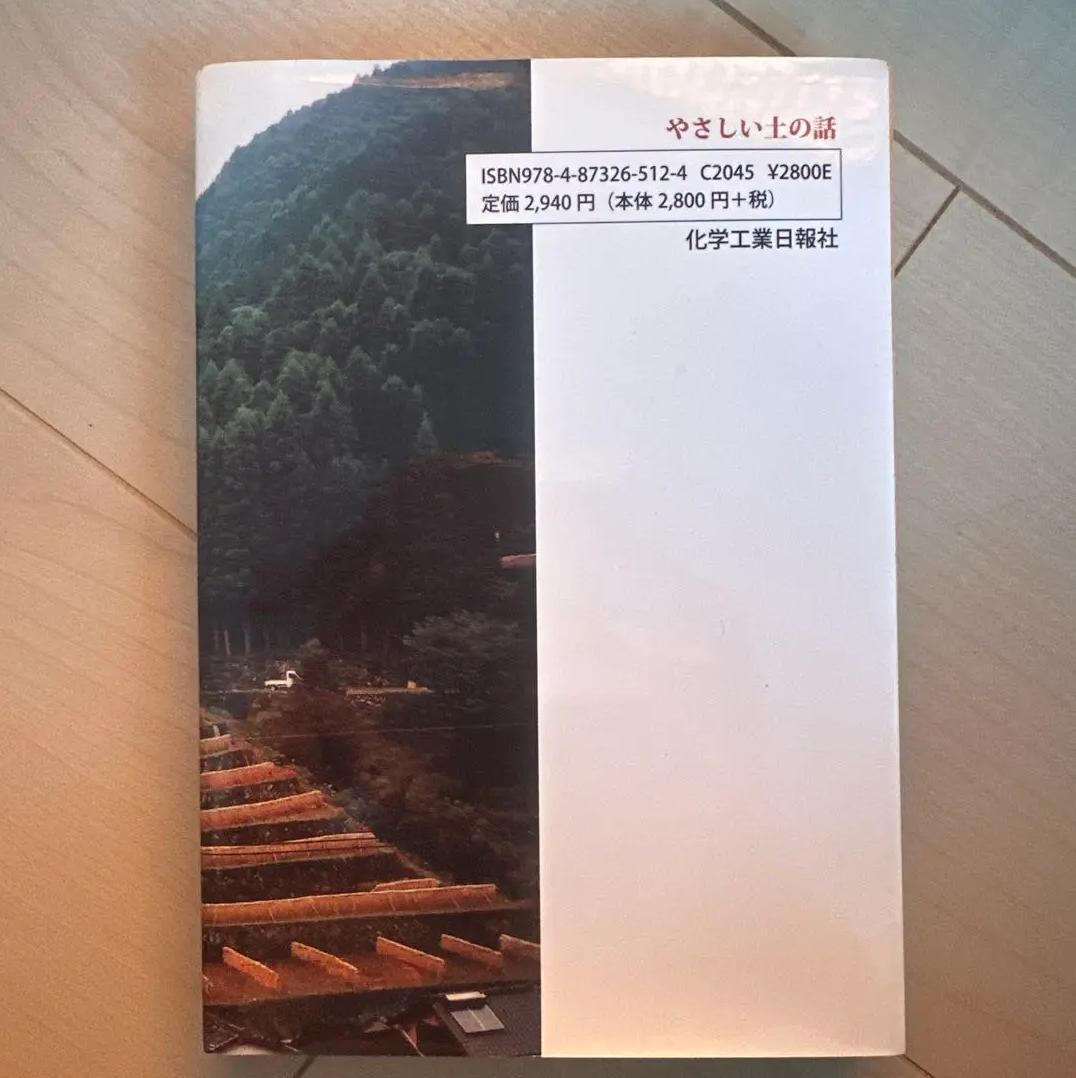 やさしい土の話
ISBN978-4-87326-512-4 C2045 ¥2800E
定価 2,940 円（本体 2,800 円＋税）
化学工業日報社